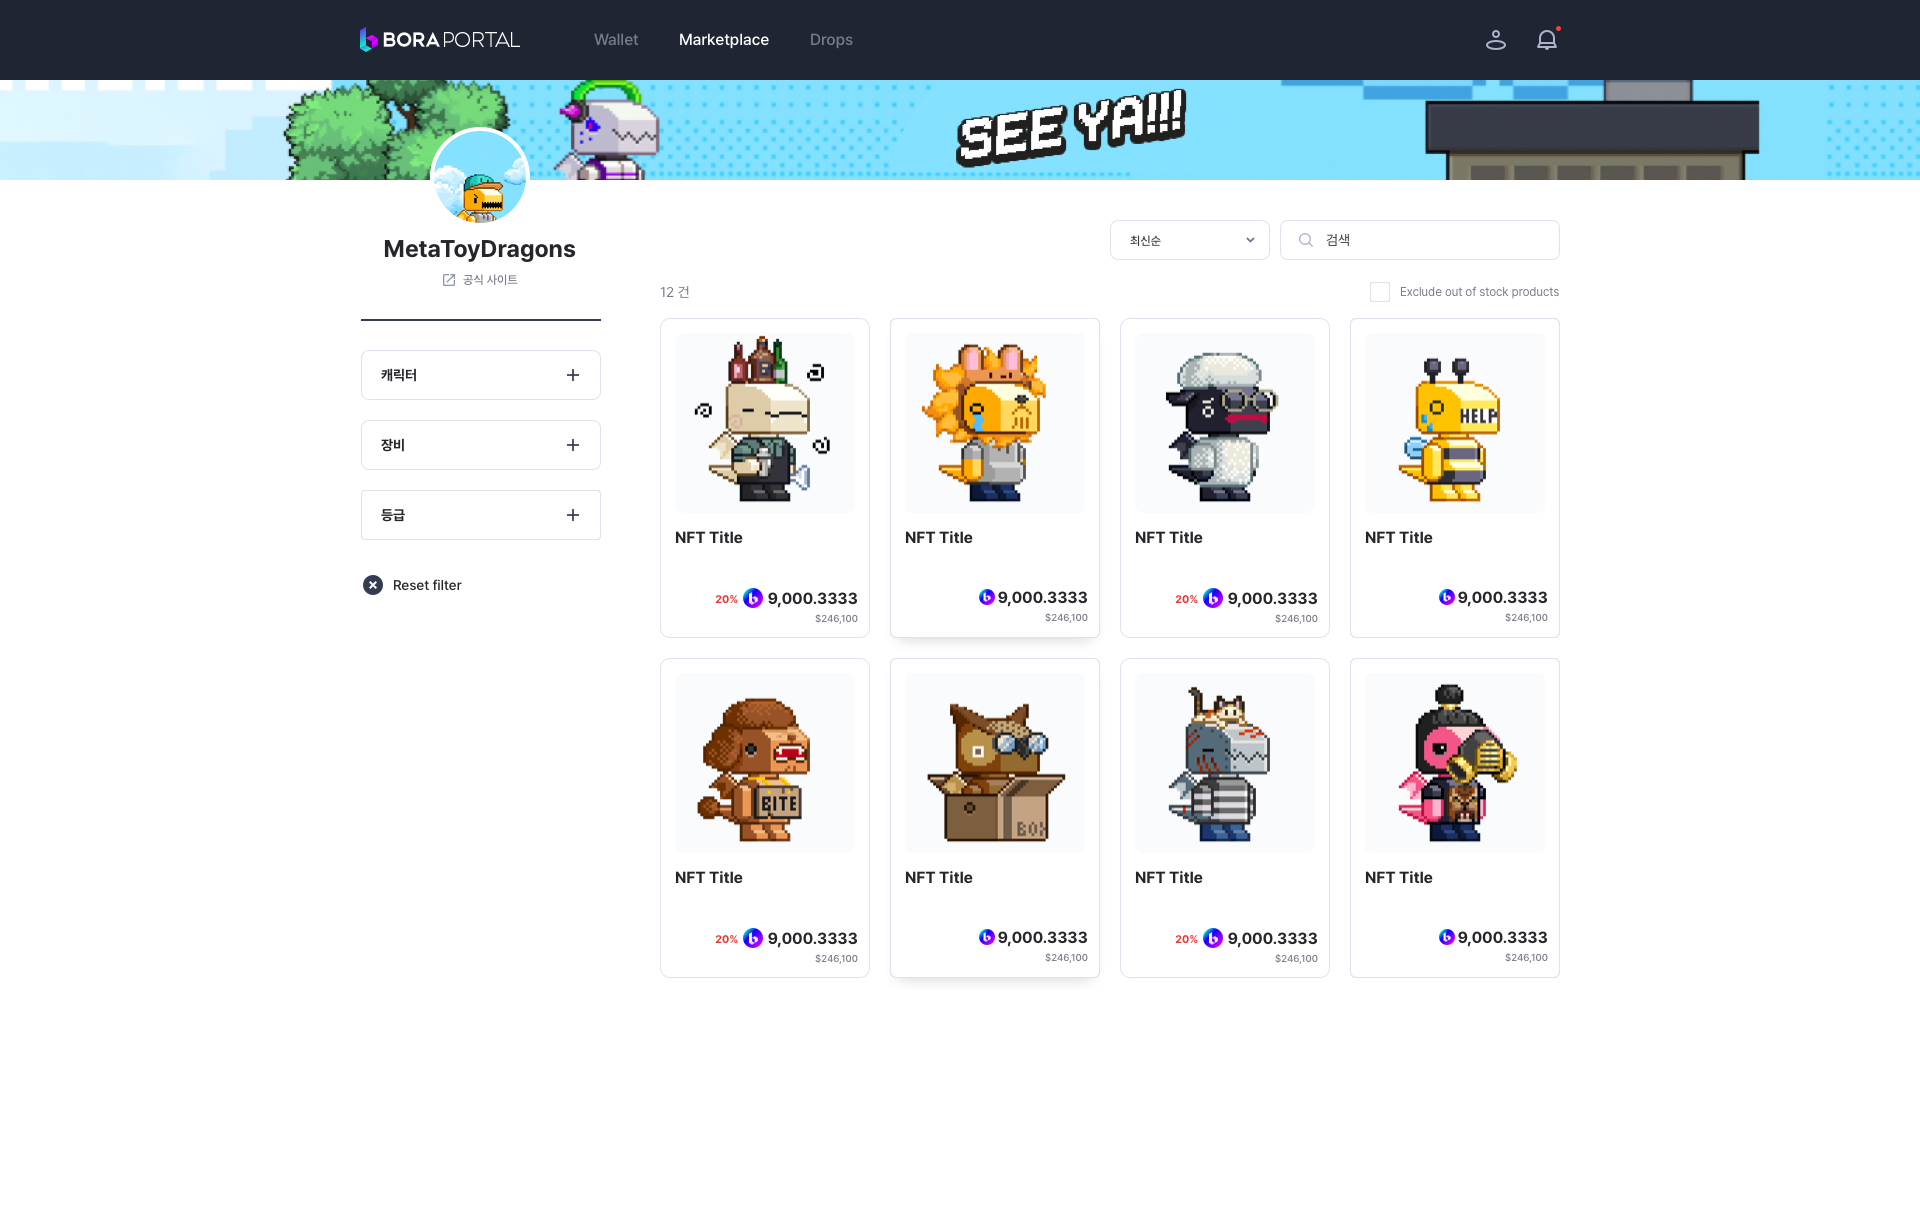 BORA PORTAL
Wallet
Marketplace
Drops
SEE YA!!!
MetaToyDragons
공식 사이트
최신순
검색
12 건
Exclude out of stock products
캐릭터
장비
등급
Reset filter
HELP
NFT Title
20% 9,000.3333
$246,100
NFT Title
9,000.3333
$246,100
NFT Title
20% 9,000.3333
$246,100
NFT Title
9,000.3333
$246,100
BITE
BOX
NFT Title
20% 9,000.3333
$246,100
NFT Title
9,000.3333
$246,100
NFT Title
20% 9,000.3333
$246,100
NFT Title
9,000.3333
$246,100